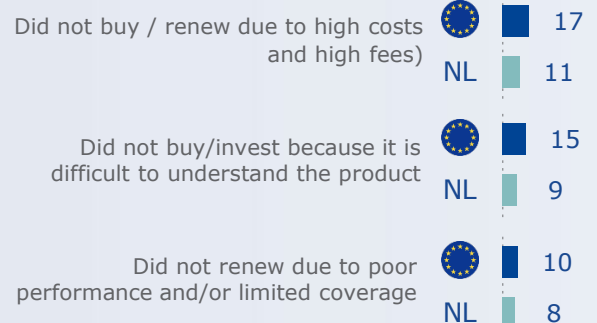 Did not buy / renew due to high costs
and high fees)
17
NL 11
Did not buy/invest because it is
difficult to understand the product
15
NL 9
Did not renew due to poor
performance and/or limited coverage
10
NL 8